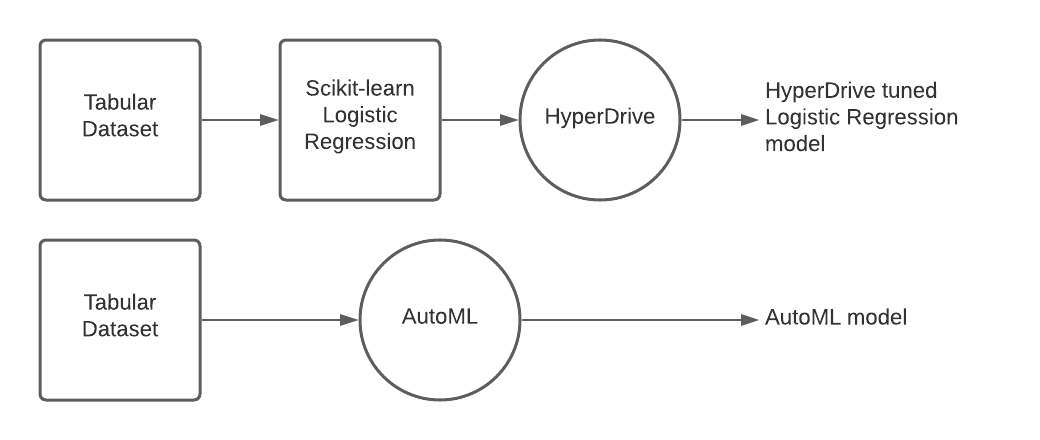 Tabular
Dataset
Scikit-learn
Logistic
Regression
HyperDrive
HyperDrive tuned
Logistic Regression
model
Tabular
Dataset
AutoML
AutoML model